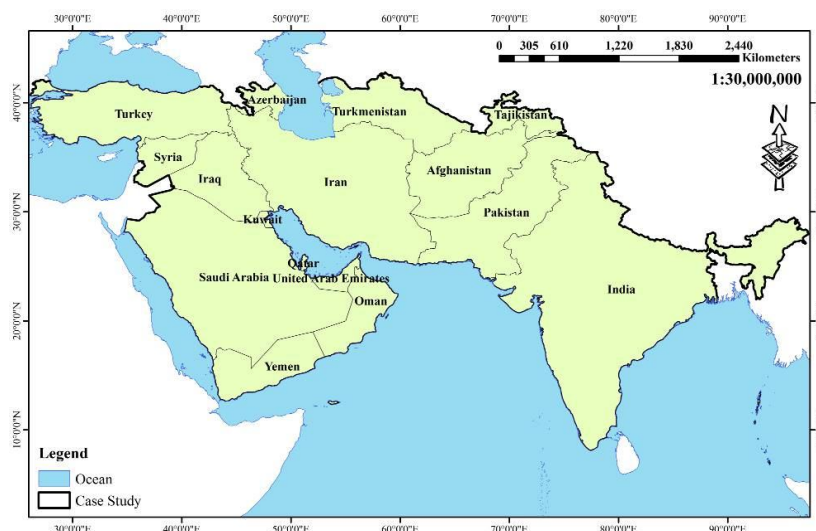 30°0'0"E 40°0'0"E 50°0'0"E 60°0'0"E 70°0'0"E 80°0'0"E 90°0'0"E
0 305 610 1,220 1,830 2,440
Kilometers
1:30,000,000
N
40°0'0"N
30°0'0"N
20°0'0"N
10°0'0"N
Turkey
Azerbaijan
Turkmenistan
Tajikistan
Syria
Iraq
Iran
Afghanistan
Kuwait
Pakistan
Qatar
Saudi Arabia
United Arab Emirates
Oman
India
Yemen
Legend
Ocean
Case Study
30°0'0"E 40°0'0"E 50°0'0"E 60°0'0"E 70°0'0"E 80°0'0"E 90°0'0"E